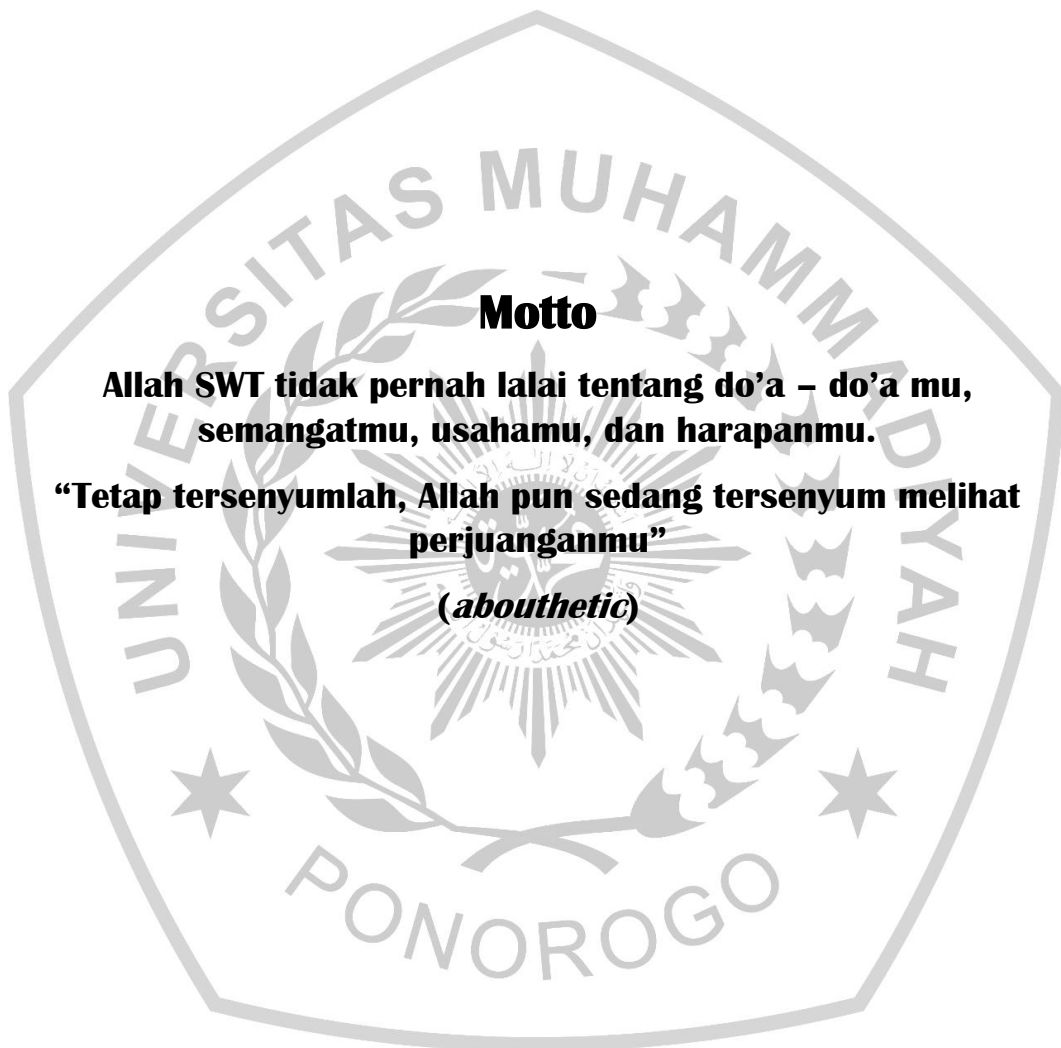 UNIVERSITAS MUHAMMADIYAH
Motto
Allah SWT tidak pernah lalai tentang do’a – do’a mu,
semangatmu, usahamu, dan harapanmu.
“Tetap tersenyumlah, Allah pun sedang tersenyum melihat
perjuanganmu”
(abouthetic)
PONOROGO